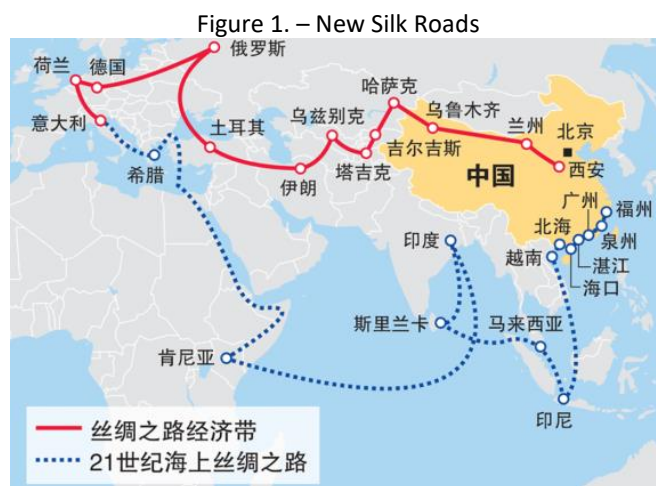 Figure 1. – New Silk Roads
俄罗斯
荷兰
德国
哈萨克
意大利
土耳其
乌兹别克
乌鲁木齐
兰州
北京
希腊
伊朗
塔吉克
吉尔吉斯
西安
中国
广州
福州
印度
北海
泉州
越南
湛江
海口
斯里兰卡
马来西亚
肯尼亚
印尼
丝绸之路经济带
21世纪海上丝绸之路